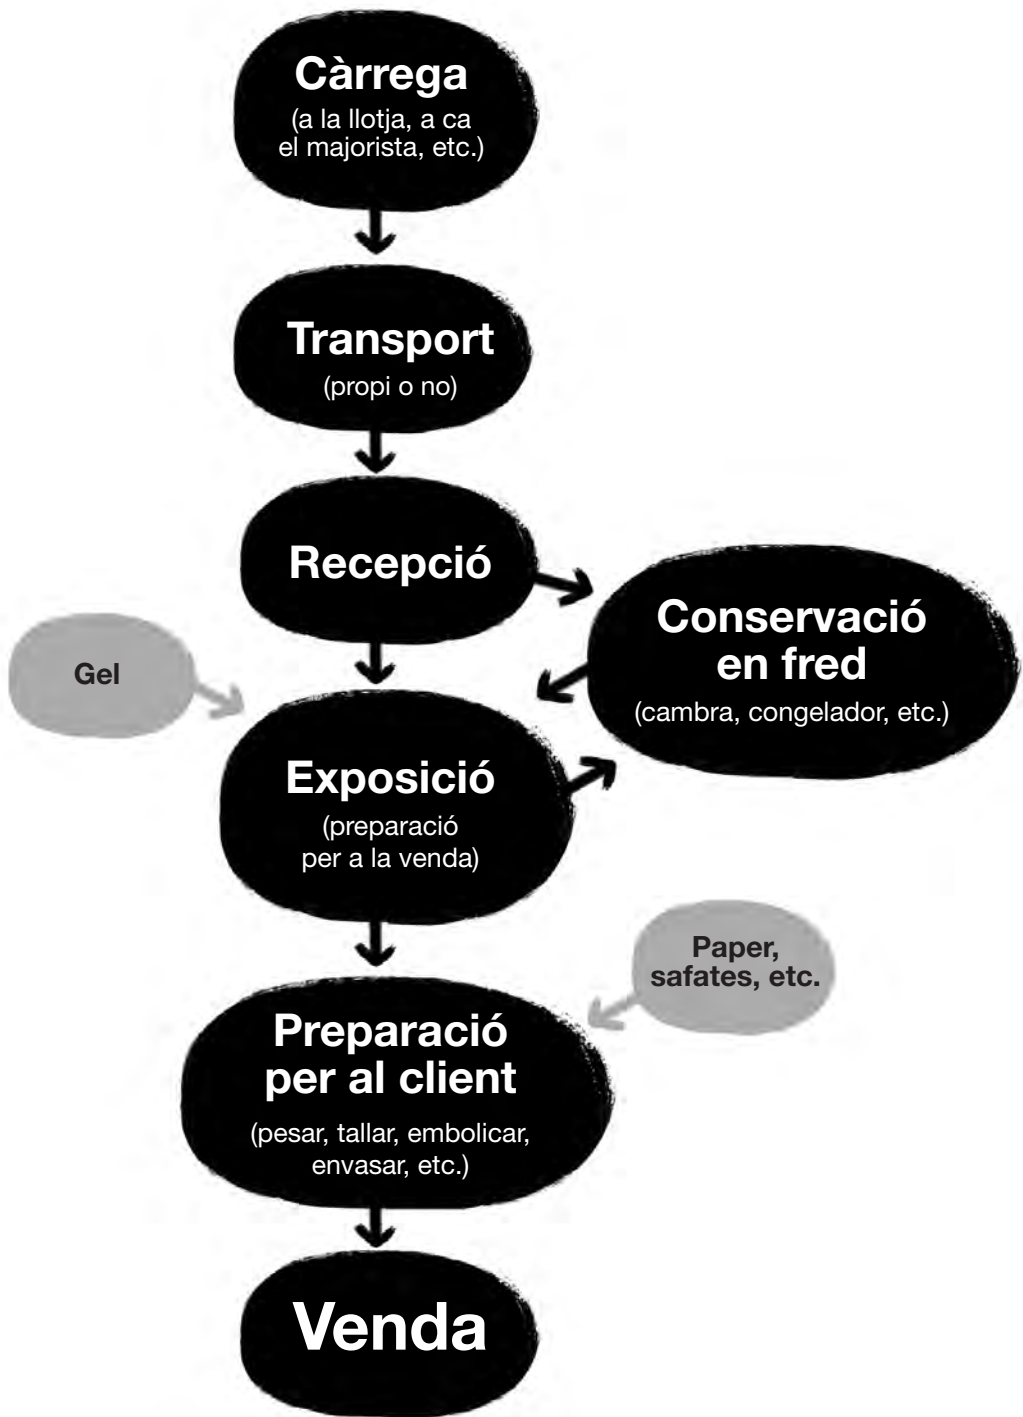 Càrrega
(a la llotja, a ca
el majorista, etc.)
Transport
(propi o no)
Recepció
Conservació
en fred
(cambra, congelador, etc.)
Gel
Exposició
(preparació
per a la venda)
Paper,
safates, etc.
Preparació
per al client
(pesar, tallar, embolicar,
envasar, etc.)
Venda